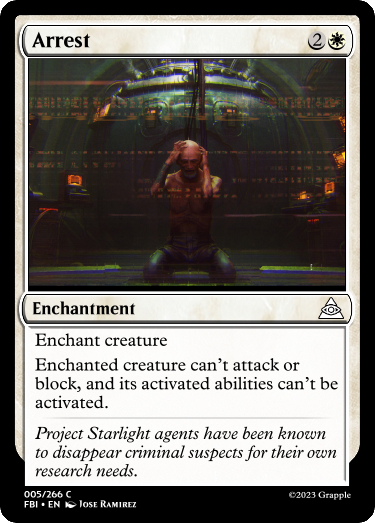 Arrest 2
Enchantment
Enchant creature
Enchanted creature can't attack or
block, and its activated abilities can't be
activated.
Project Starlight agents have been known
to disappear criminal suspects for their own
research needs.
005/266 C
FBI • EN Jose Ramirez
©2023 Grapple